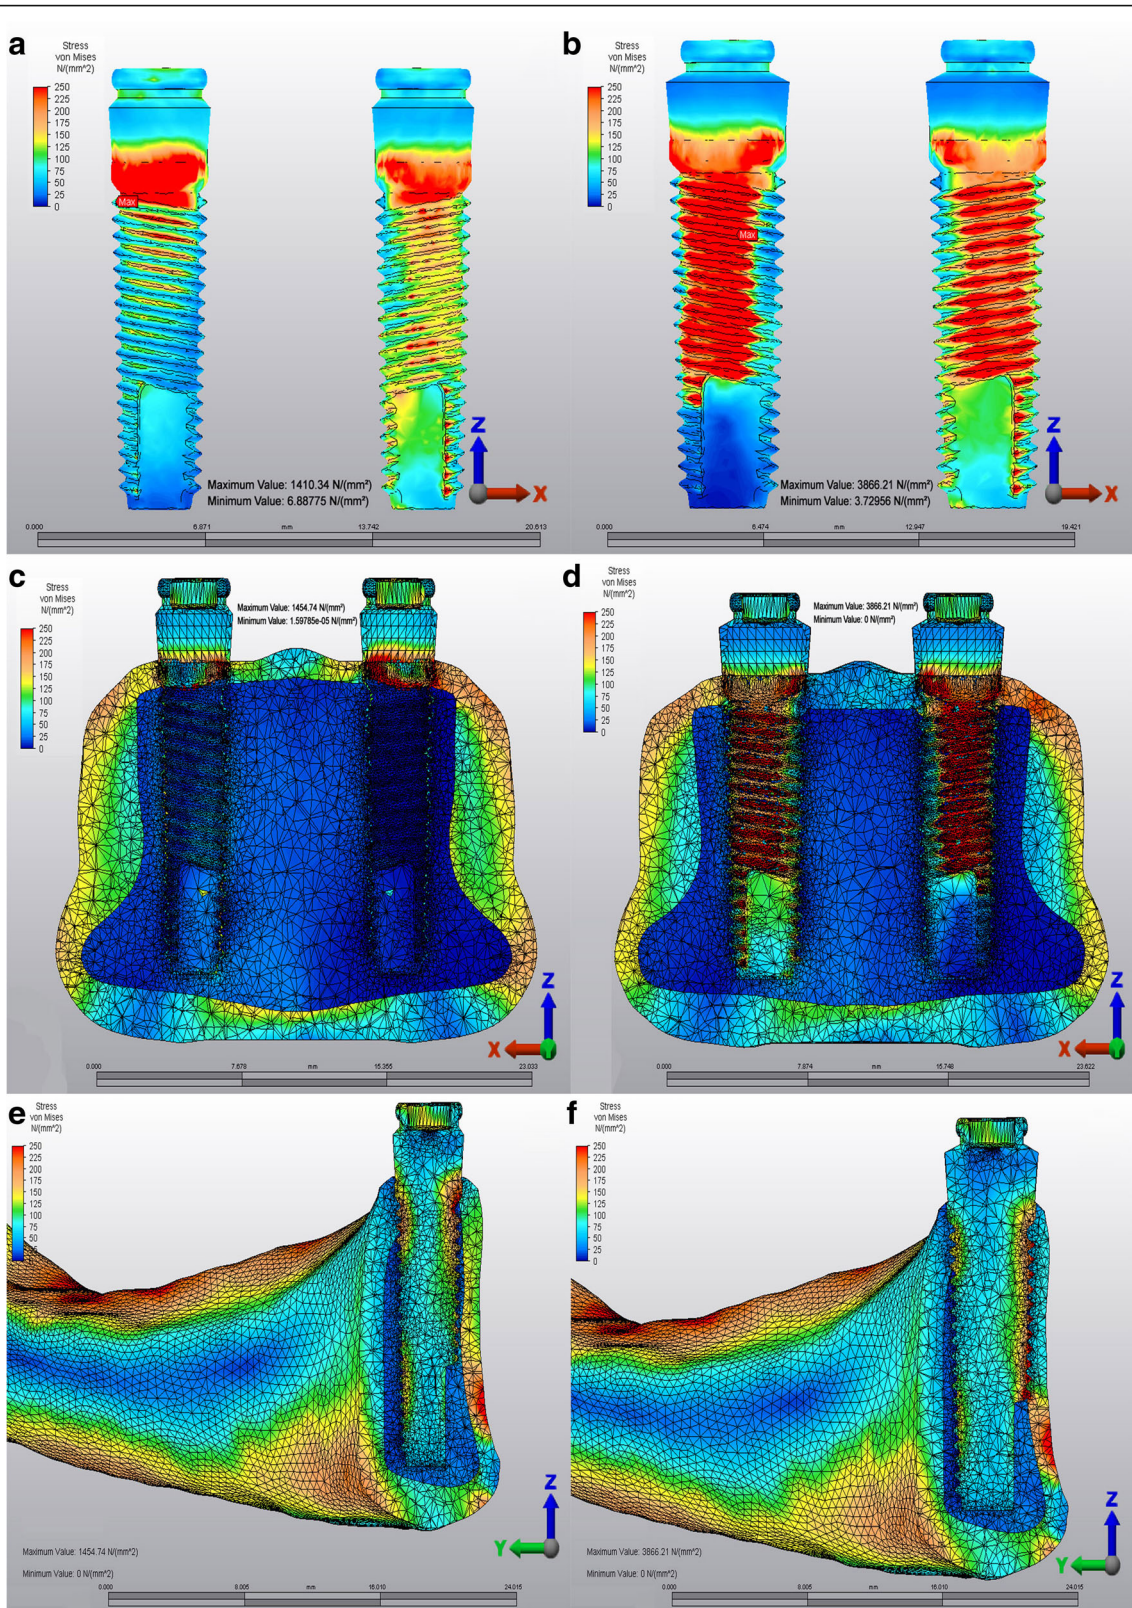 a
Stress
von Mises
N/(mm^2)
250
225
200
175
150
125
100
75
50
25
0
Max
Z
X
Maximum Value: 1410.34 N/(mm²)
Minimum Value: 6.88775 N/(mm²)
0.000
6.871
mm
13.742
20.613
b
Stress
von Mises
N/(mm^2)
250
225
200
175
150
125
100
75
50
25
0
Max
Z
X
Maximum Value: 3866.21 N/(mm²)
Minimum Value: 3.72956 N/(mm²)
0.000
6.474
mm
12.947
19.421
c
Stress
von Mises
N/(mm^2)
250
225
200
175
150
125
100
75
50
25
0
Maximum Value: 1454.74 N/(mm²)
Minimum Value: 1.59785e-05 N/(mm²)
Z
X
Y
0.000
7.678
mm
15.355
23.033
d
Stress
von Mises
N/(mm^2)
250
225
200
175
150
125
100
75
50
25
0
Maximum Value: 3866.21 N/(mm²)
Minimum Value: 0 N/(mm²)
Z
X
Y
0.000
7.874
mm
15.748
23.622
e
Stress
von Mises
N/(mm^2)
250
225
200
175
150
125
100
75
50
25
Z
Y
Maximum Value: 1454.74 N/(mm^2)
Minimum Value: 0 N/(mm^2)
0.000
8.005
mm
16.010
24.015
f
Stress
von Mises
N/(mm^2)
250
225
200
175
150
125
100
75
50
25
0
Z
Y
Maximum Value: 3866.21 N/(mm^2)
Minimum Value: 0 N/(mm^2)
0.000
8.005
mm
16.010
24.015